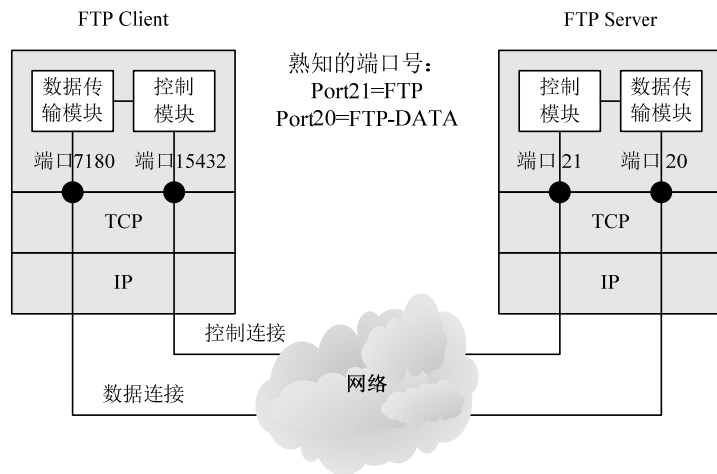 FTP Client
FTP Server
熟知的端口号：
Port21=FTP
Port20=FTP-DATA
数据传
输模块
控制
模块
控制
模块
数据传
输模块
端口7180
端口15432
端口21
端口20
TCP
TCP
IP
IP
控制连接
网络
数据连接